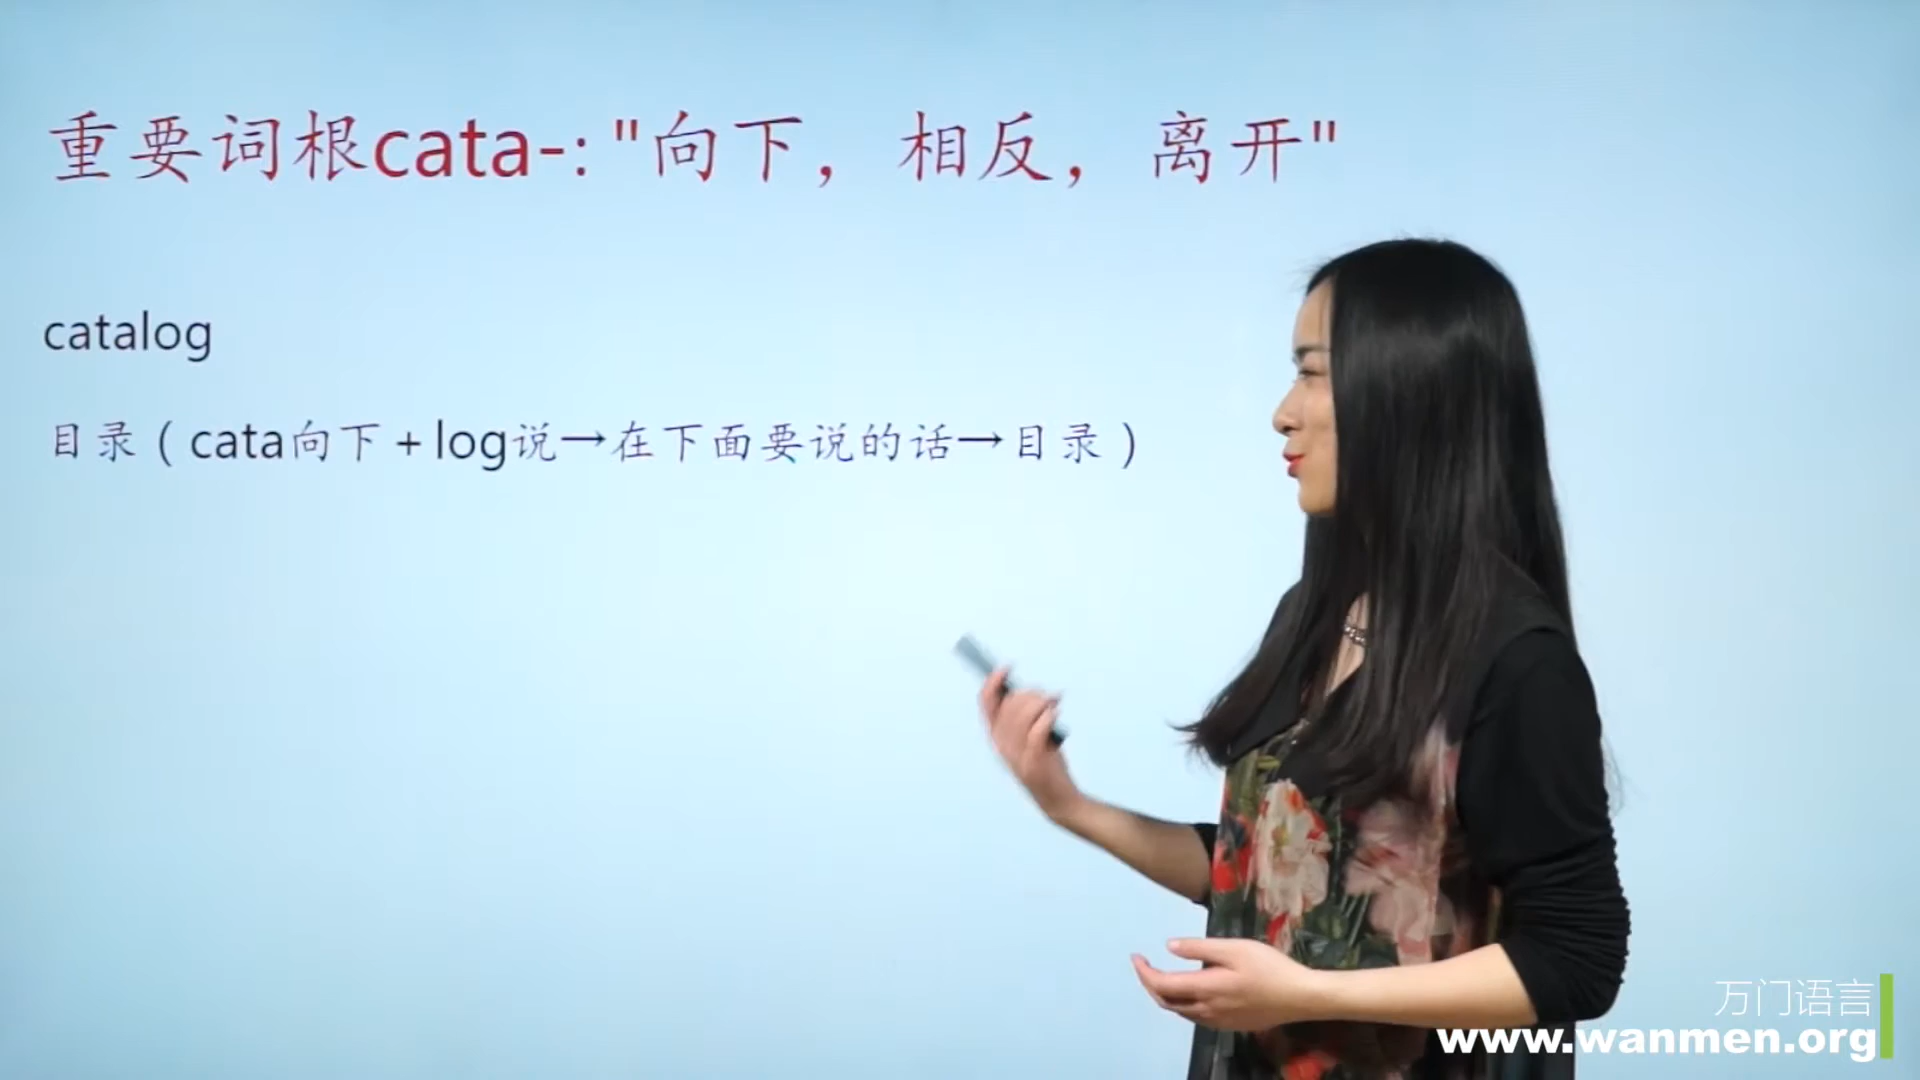 重要词根cata-: "向下，相反，离开"
catalog
目录（cata向下+log说→在下面要说的话→目录）
万门语言
www.wanmen.org